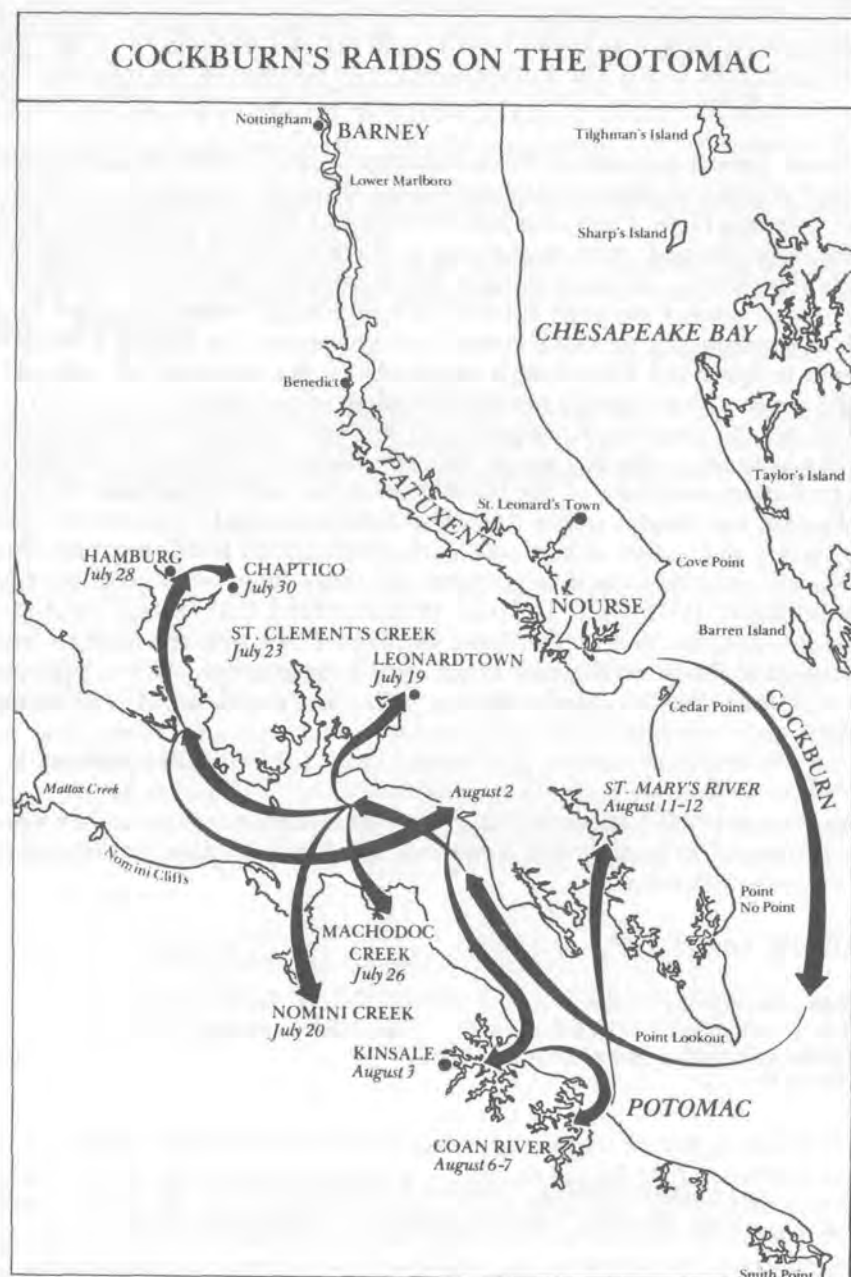 COCKBURN'S RAIDS ON THE POTOMAC
Nottingham
BARNEY
Tilghman's Island
Lower Marlboro
Sharp's Island
CHESAPEAKE BAY
Benedict
PATUXENT
Taylor's Island
St. Leonard's Town
HAMBURG
July 28
CHAPTICO
July 30
Cove Point
NOURSE
ST. CLEMENT'S CREEK
July 23
Barren Island
LEONARDTOWN
July 19
Cedar Point
COCKBURN
Mattox Creek
August 2
ST. MARY'S RIVER
August 11-12
Nomini Cliffs
Point
No Point
MACHODOC
CREEK
July 26
NOMINI CREEK
July 20
Point Lookout
KINSALE
August 3
POTOMAC
COAN RIVER
August 6-7
Smith Point